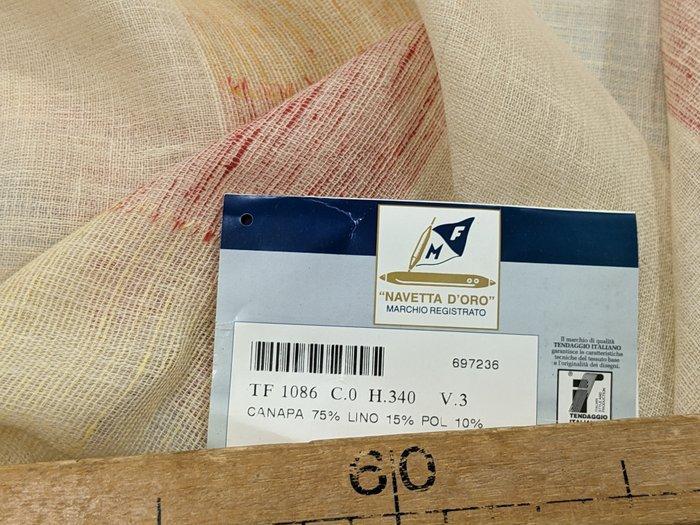 M F
"NAVETTA D'ORO"
MARCHIO REGISTRATO
Il marchio di qualità
TENDAGGIO ITALIANO
garantisce le caratteristiche
tecniche del tessuto base
e l'originalità dei disegni.
697236
TF 1086 C.0 H.340 V.3
CANAPA 75% LINO 15% POL 10%
TENDAGGIO
60